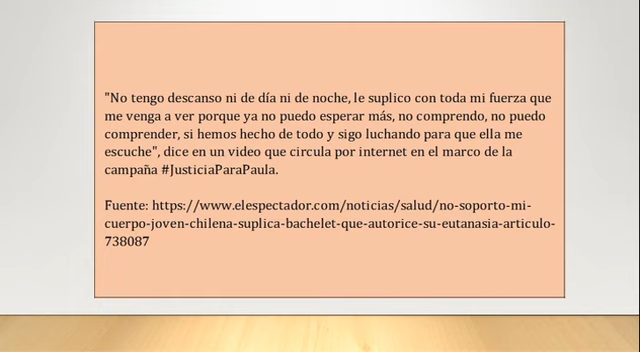 "No tengo descanso ni de día ni de noche, le suplico con toda mi fuerza que
me venga a ver porque ya no puedo esperar más, no comprendo, no puedo
comprender, si hemos hecho de todo y sigo luchando para que ella me
escuche", dice en un video que circula por internet en el marco de la
campaña #JusticiaParaPaula.
Fuente: https://www.elespectador.com/noticias/salud/no-soporto-mi-
cuerpo-joven-chilena-suplica-bachelet-que-autorice-su-eutanasia-articulo-
738087